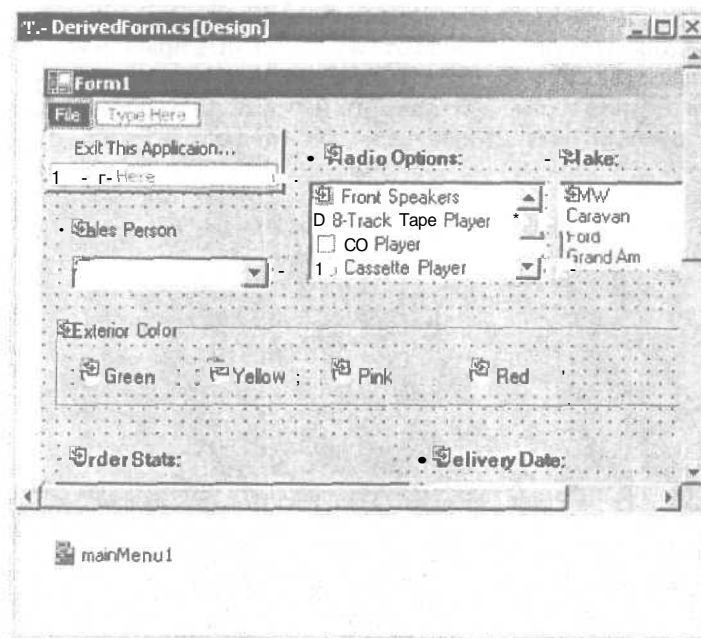 DerivedForm.cs [Design]
Form1
File Type Here
Exit This Applicaion...
Here
Radio Options:
Make:
Front Speakers
8-Track Tape Player
CO Player
Cassette Player
BMW
Caravan
Ford
Grand Am
Sales Person
Exterior Color
Green Yellow Pink Red
Order Stats:
Delivery Date:
mainMenu1